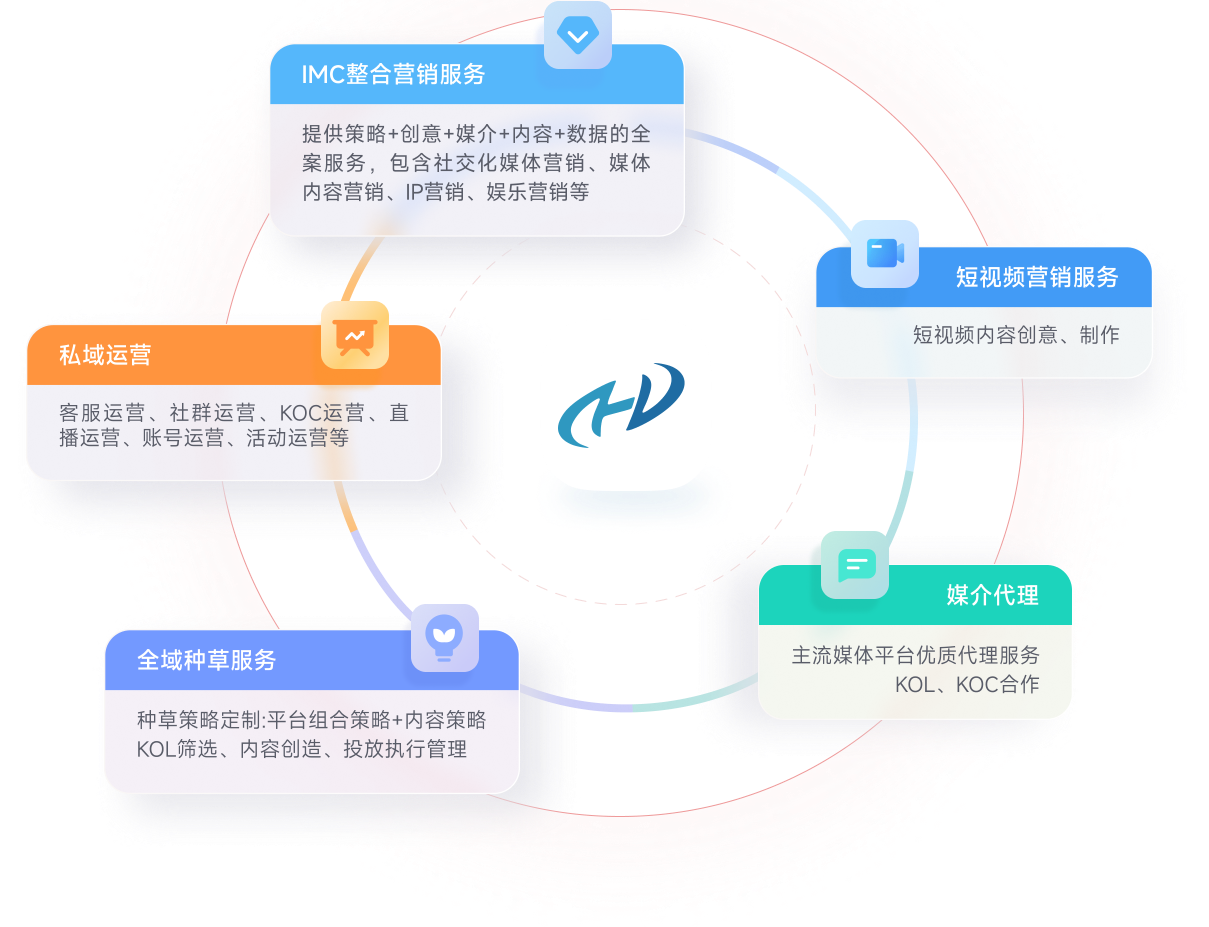 IMC整合营销服务
提供策略+创意+媒介+内容+数据的全
案服务，包含社交化媒体营销、媒体
内容营销、IP营销、娱乐营销等
短视频营销服务
短视频内容创意、制作
私域运营
客服运营、社群运营、KOC运营、直
播运营、账号运营、活动运营等
媒介代理
主流媒体平台优质代理服务
KOL、KOC合作
全域种草服务
种草策略定制:平台组合策略+内容策略
KOL筛选、内容创造、投放执行管理